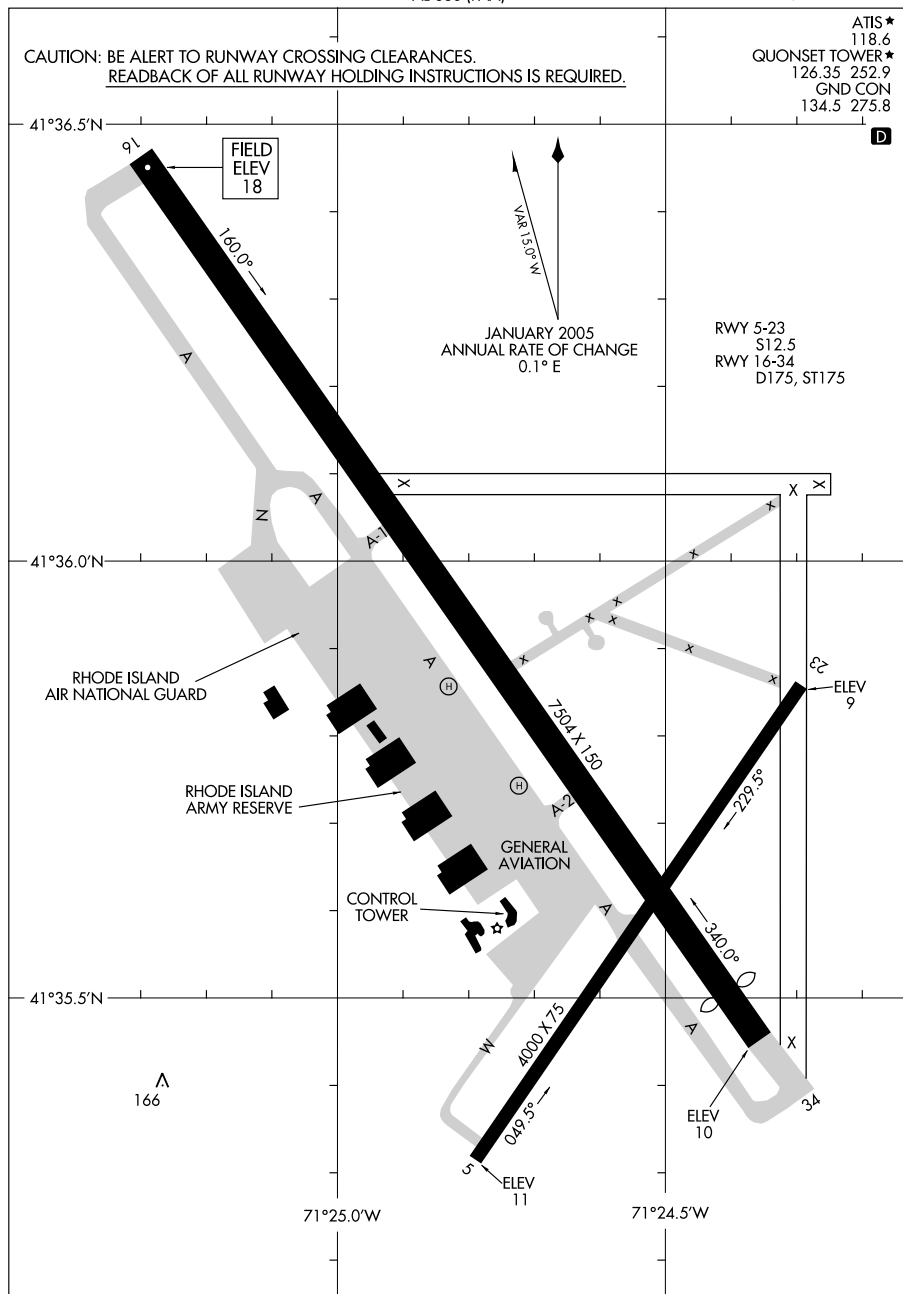 ATIS★
118.6
CAUTION: BE ALERT TO RUNWAY CROSSING CLEARANCES.
READBACK OF ALL RUNWAY HOLDING INSTRUCTIONS IS REQUIRED.
QUONSET TOWER★
126.35 252.9
GND CON
134.5 275.8
D
41°36.5'N
16
FIELD
ELEV
18
160.0°
VAR 15.0° W
JANUARY 2005
ANNUAL RATE OF CHANGE
0.1° E
RWY 5-23
S12.5
RWY 16-34
D175, ST175
A
X
X
X
A
N
A-1
x
x
41°36.0'N
x
x
x
x
x
x
23
RHODE ISLAND
AIR NATIONAL GUARD
A
H
ELEV
9
7504 X 150
RHODE ISLAND
ARMY RESERVE
H
A-2
229.5°
GENERAL
AVIATION
CONTROL
TOWER
A
340.0°
41°35.5'N
A
X
W
4000 X 75
166
049.5°
ELEV
10
34
5
ELEV
11
71°25.0'W
71°24.5'W